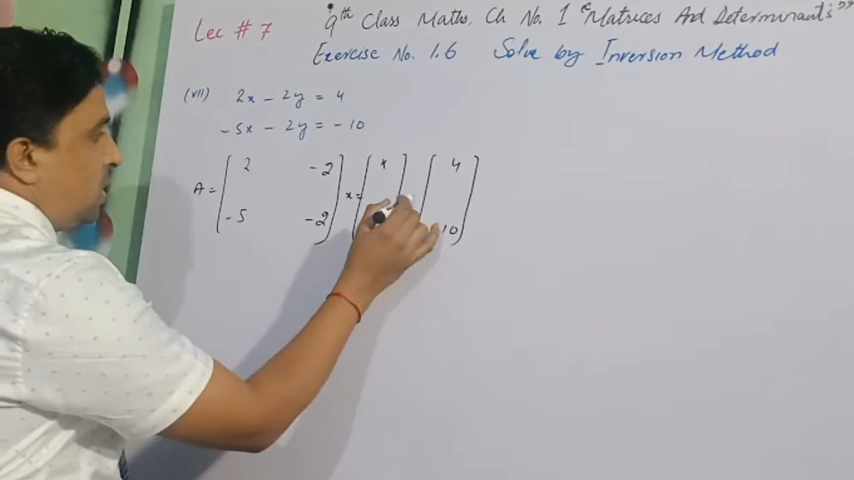 Lec # 7 9th Class Maths. Ch No. 1 "Matrices And Determinant's"
Exercise No. 1.6 Solve by Inversion Method
(VII) 2x - 2y = 4
-5x - 2y = -10
A = 2 -2 x = x 4
-5 -2 10